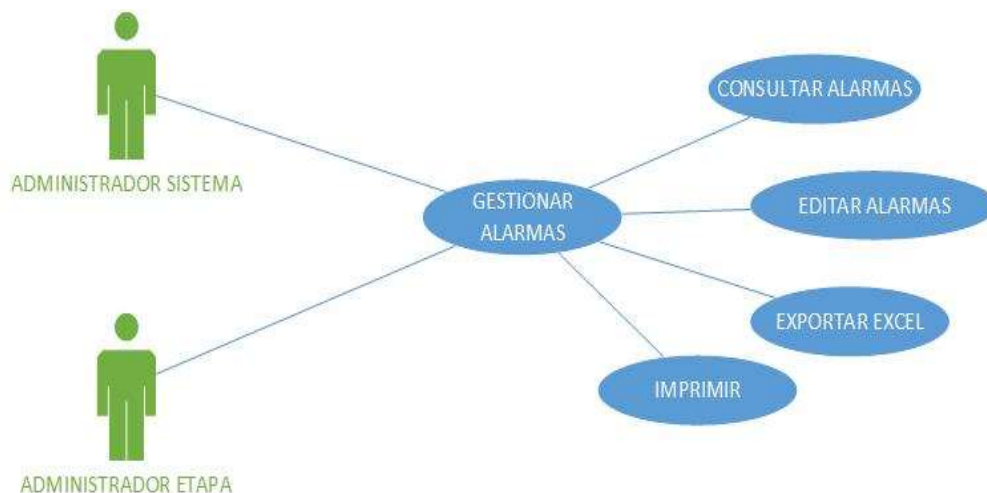 CONSULTAR ALARMAS
ADMINISTRADOR SISTEMA
GESTIONAR
ALARMAS
EDITAR ALARMAS
EXPORTAR EXCEL
IMPRIMIR
ADMINISTRADOR ETAPA